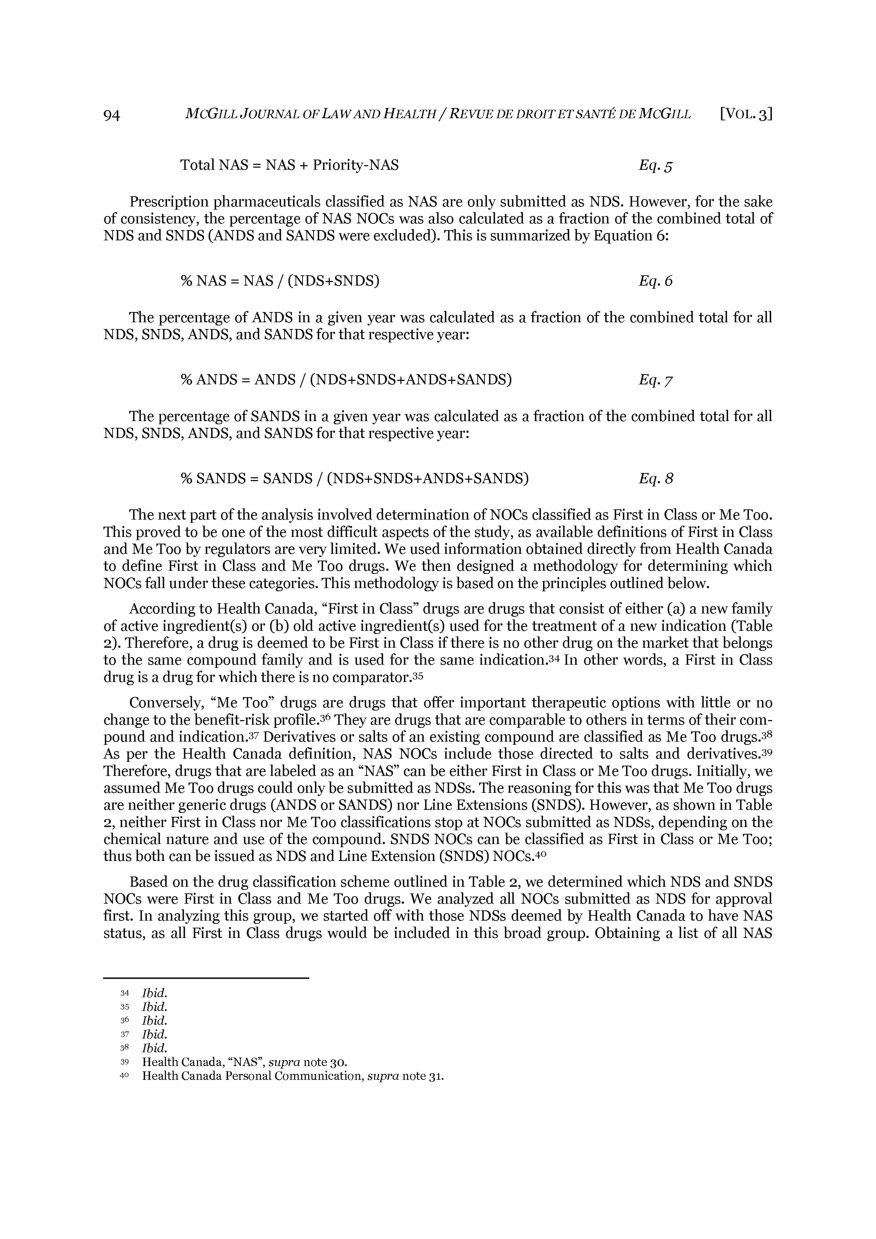 94 MCGILL JOURNAL OF LAW AND HEALTH / REVUE DE DROIT ET SANTÉ DE MCGILL [VOL. 3]
Total NAS = NAS + Priority-NAS Eq. 5
Prescription pharmaceuticals classified as NAS are only submitted as NDS. However, for the sake
of consistency, the percentage of NAS NOCs was also calculated as a fraction of the combined total of
NDS and SNDS (ANDS and SANDS were excluded). This is summarized by Equation 6:
% NAS = NAS / (NDS+SNDS) Eq. 6
The percentage of ANDS in a given year was calculated as a fraction of the combined total for all
NDS, SNDS, ANDS, and SANDS for that respective year:
% ANDS = ANDS / (NDS+SNDS+ANDS+SANDS) Eq. 7
The percentage of SANDS in a given year was calculated as a fraction of the combined total for all
NDS, SNDS, ANDS, and SANDS for that respective year:
% SANDS = SANDS / (NDS+SNDS+ANDS+SANDS) Eq. 8
The next part of the analysis involved determination of NOCs classified as First in Class or Me Too.
This proved to be one of the most difficult aspects of the study, as available definitions of First in Class
and Me Too by regulators are very limited. We used information obtained directly from Health Canada
to define First in Class and Me Too drugs. We then designed a methodology for determining which
NOCs fall under these categories. This methodology is based on the principles outlined below.
According to Health Canada, “First in Class” drugs are drugs that consist of either (a) a new family
of active ingredient(s) or (b) old active ingredient(s) used for the treatment of a new indication (Table
2). Therefore, a drug is deemed to be First in Class if there is no other drug on the market that belongs
to the same compound family and is used for the same indication.34 In other words, a First in Class
drug is a drug for which there is no comparator.35
Conversely, “Me Too” drugs are drugs that offer important therapeutic options with little or no
change to the benefit-risk profile.36 They are drugs that are comparable to others in terms of their com-
pound and indication.37 Derivatives or salts of an existing compound are classified as Me Too drugs.38
As per the Health Canada definition, NAS NOCs include those directed to salts and derivatives.39
Therefore, drugs that are labeled as an “NAS” can be either First in Class or Me Too drugs. Initially, we
assumed Me Too drugs could only be submitted as NDSs. The reasoning for this was that Me Too drugs
are neither generic drugs (ANDS or SANDS) nor Line Extensions (SNDS). However, as shown in Table
2, neither First in Class nor Me Too classifications stop at NOCs submitted as NDSs, depending on the
chemical nature and use of the compound. SNDS NOCs can be classified as First in Class or Me Too;
thus both can be issued as NDS and Line Extension (SNDS) NOCs.40
Based on the drug classification scheme outlined in Table 2, we determined which NDS and SNDS
NOCs were First in Class and Me Too drugs. We analyzed all NOCs submitted as NDS for approval
first. In analyzing this group, we started off with those NDSs deemed by Health Canada to have NAS
status, as all First in Class drugs would be included in this broad group. Obtaining a list of all NAS
34 Ibid.
35 Ibid.
36 Ibid.
37 Ibid.
38 Ibid.
39 Health Canada, “NAS”, supra note 30.
40 Health Canada Personal Communication, supra note 31.